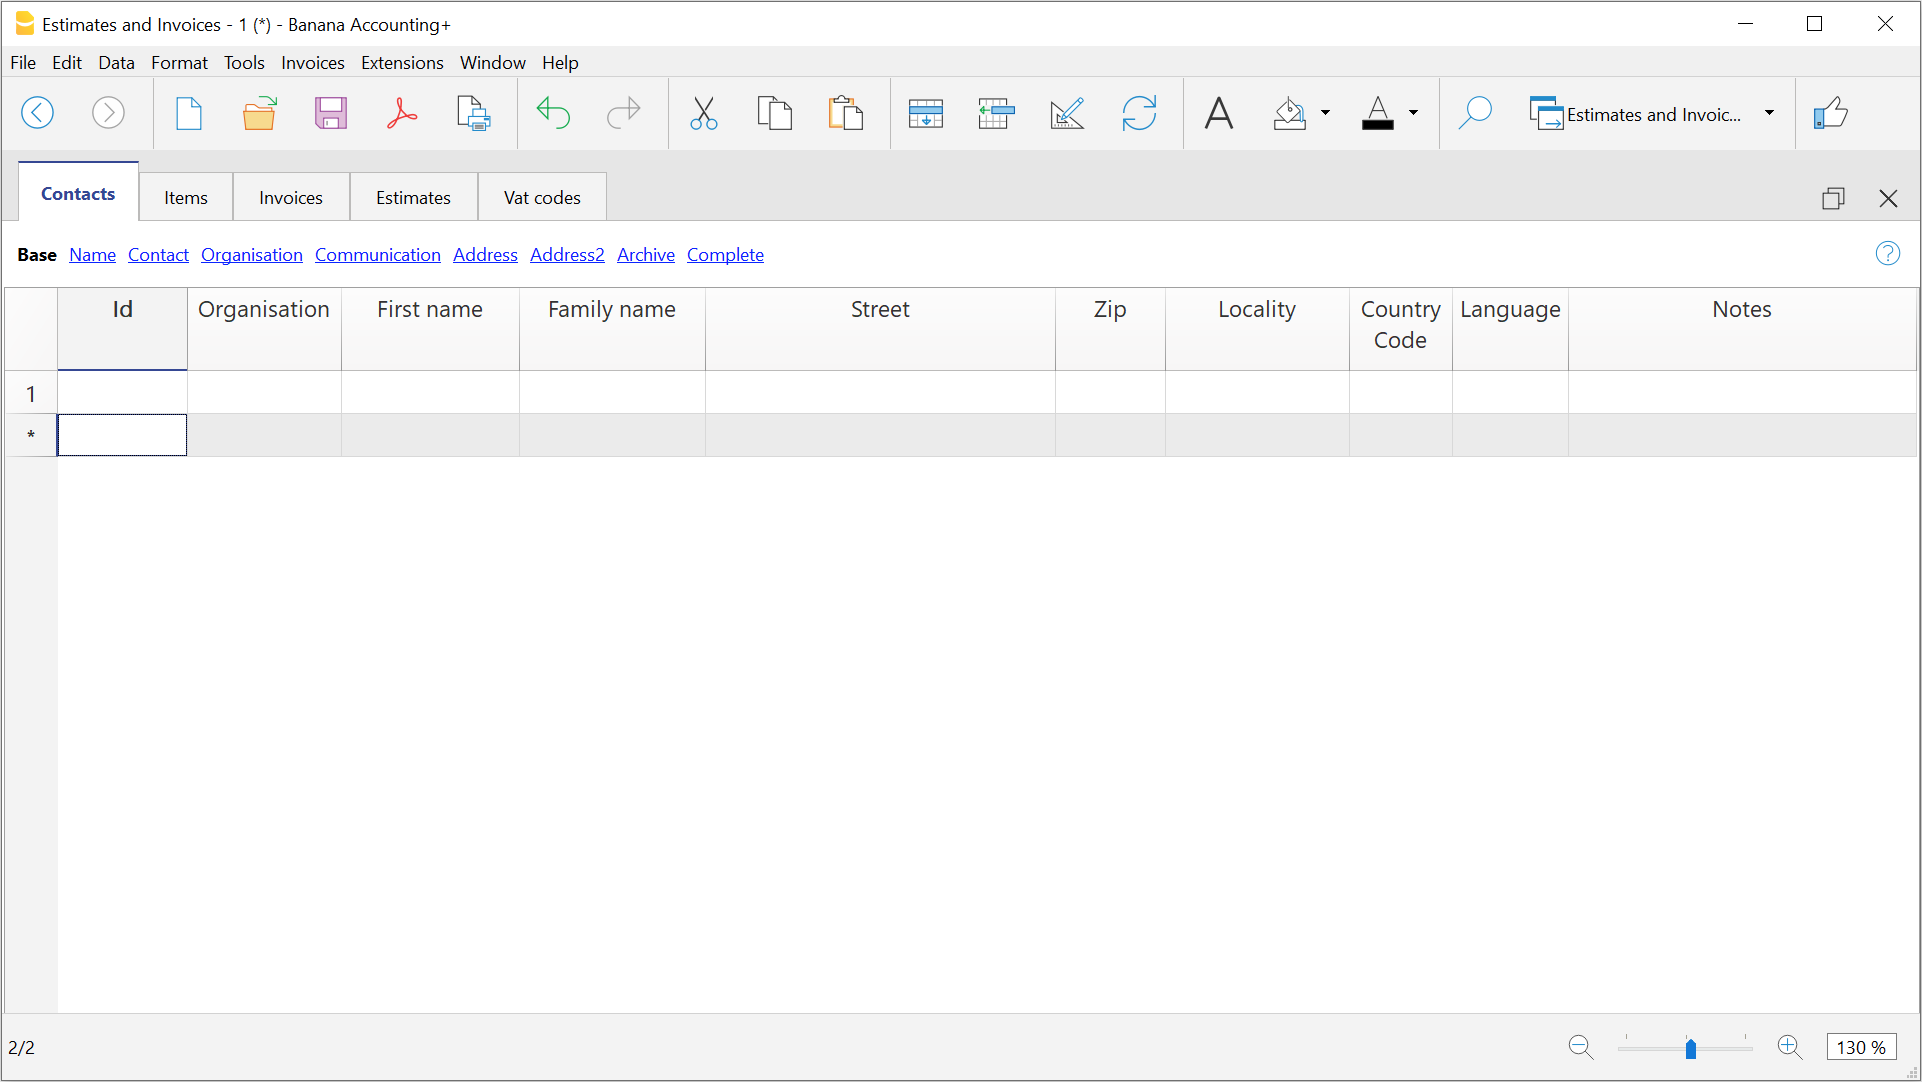 Estimates and Invoices - 1 (*) - Banana Accounting+
File Edit Data Format Tools Invoices Extensions Window Help
Estimates and Invoic...
Contacts Items Invoices Estimates Vat codes
Base Name Contact Organisation Communication Address Address2 Archive Complete
Id Organisation First name Family name Street Zip Locality Country Code Language Notes
1
*
2/2 130 %